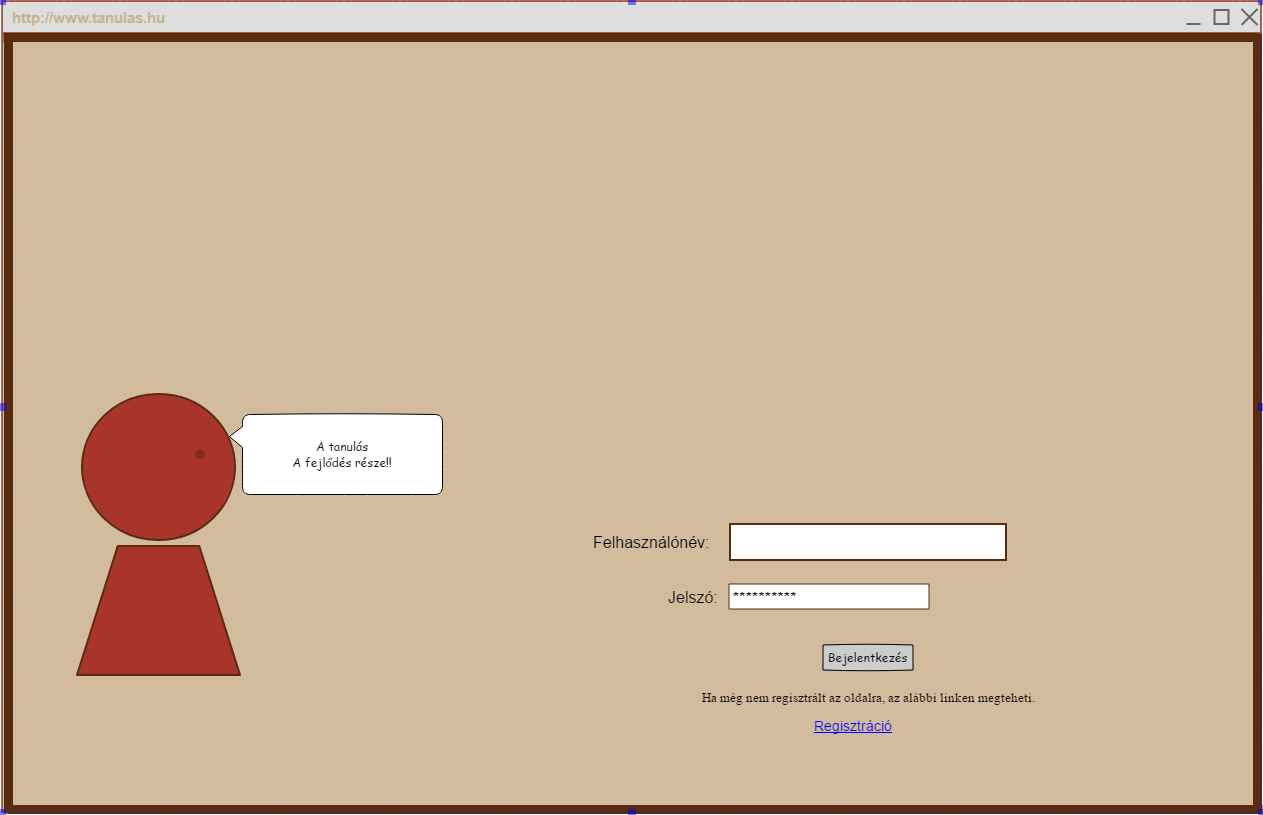 http://www.tanulas.hu
A tanulás
A fejlődés része!!
Felhasználónév:
Jelszó:
**********
Bejelentkezés
Ha még nem regisztrált az oldalra, az alábbi linken megteheti.
Regisztráció